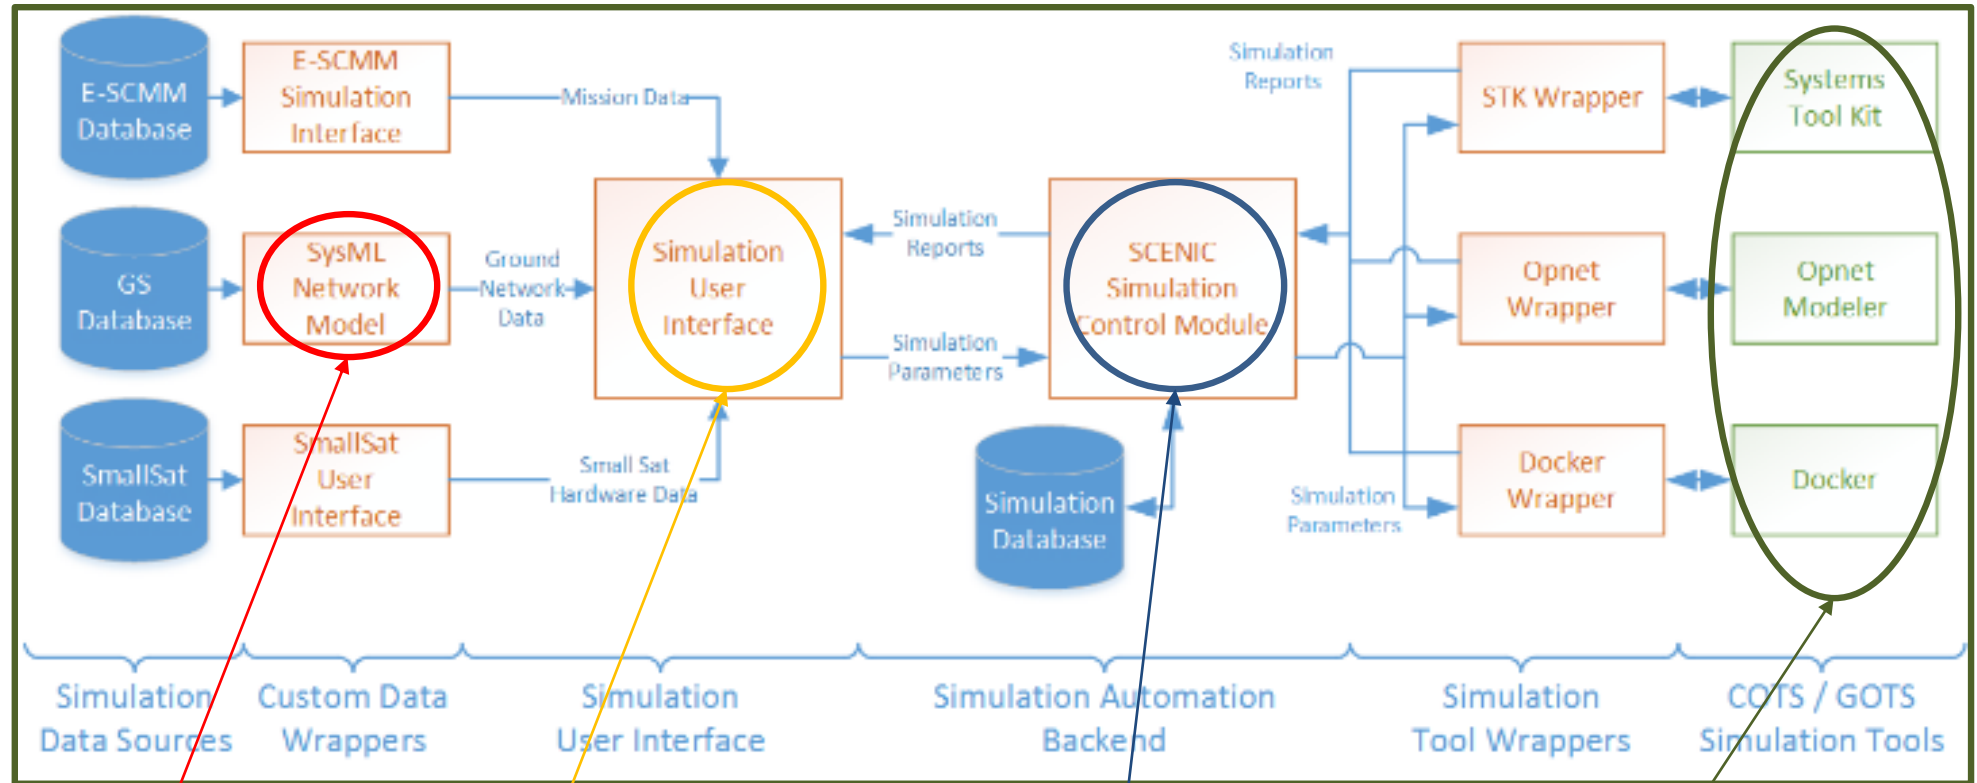 E-SCMM
Database
E-SCMM
Simulation
Interface
Mission Data
Simulation
Reports
STK Wrapper
Systems
Tool Kit
GS
Database
SysML
Network
Model
Ground
Network
Data
Simulation
User
Interface
Simulation
Reports
Simulation
Parameters
SCENIC
Simulation
Control Module
Opnet
Wrapper
Opnet
Modeler
SmallSat
Database
SmallSat
User
Interface
Small Sat
Hardware Data
Simulation
Database
Simulation
Parameters
Docker
Wrapper
Docker
Simulation
Data Sources
Custom Data
Wrappers
Simulation
User Interface
Simulation Automation
Backend
Simulation
Tool Wrappers
COTS / GOTS
Simulation Tools